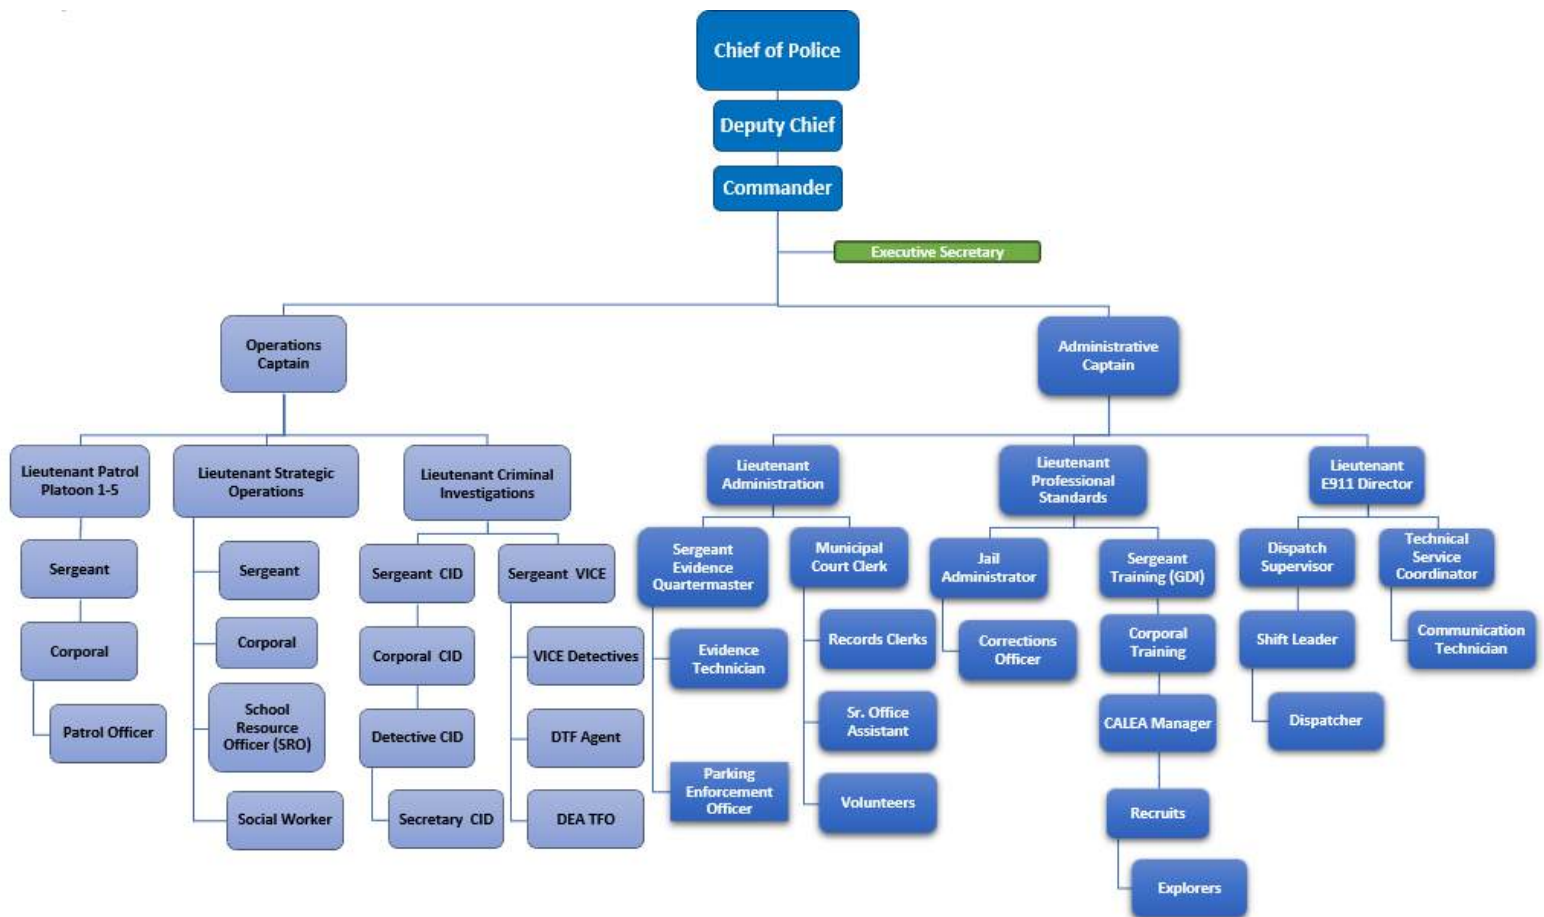 Chief of Police
Deputy Chief
Commander
Executive Secretary
Operations
Captain
Administrative
Captain
Lieutenant Patrol
Platoon 1-5
Lieutenant Strategic
Operations
Lieutenant Criminal
Investigations
Lieutenant
Administration
Lieutenant
Professional
Standards
Lieutenant
E911 Director
Sergeant
Corporal
Patrol Officer
Sergeant
Corporal
School
Resource
Officer (SRO)
Social Worker
Sergeant CID
Corporal CID
Detective CID
Secretary CID
Sergeant VICE
VICE Detectives
DTF Agent
DEA TFO
Sergeant
Evidence
Quartermaster
Evidence
Technician
Parking
Enforcement
Officer
Municipal
Court Clerk
Records Clerks
Sr. Office
Assistant
Volunteers
Jail
Administrator
Corrections
Officer
Sergeant
Training (GDI)
Corporal
Training
CALEA Manager
Recruits
Explorers
Dispatch
Supervisor
Shift Leader
Dispatcher
Technical
Service
Coordinator
Communication
Technician